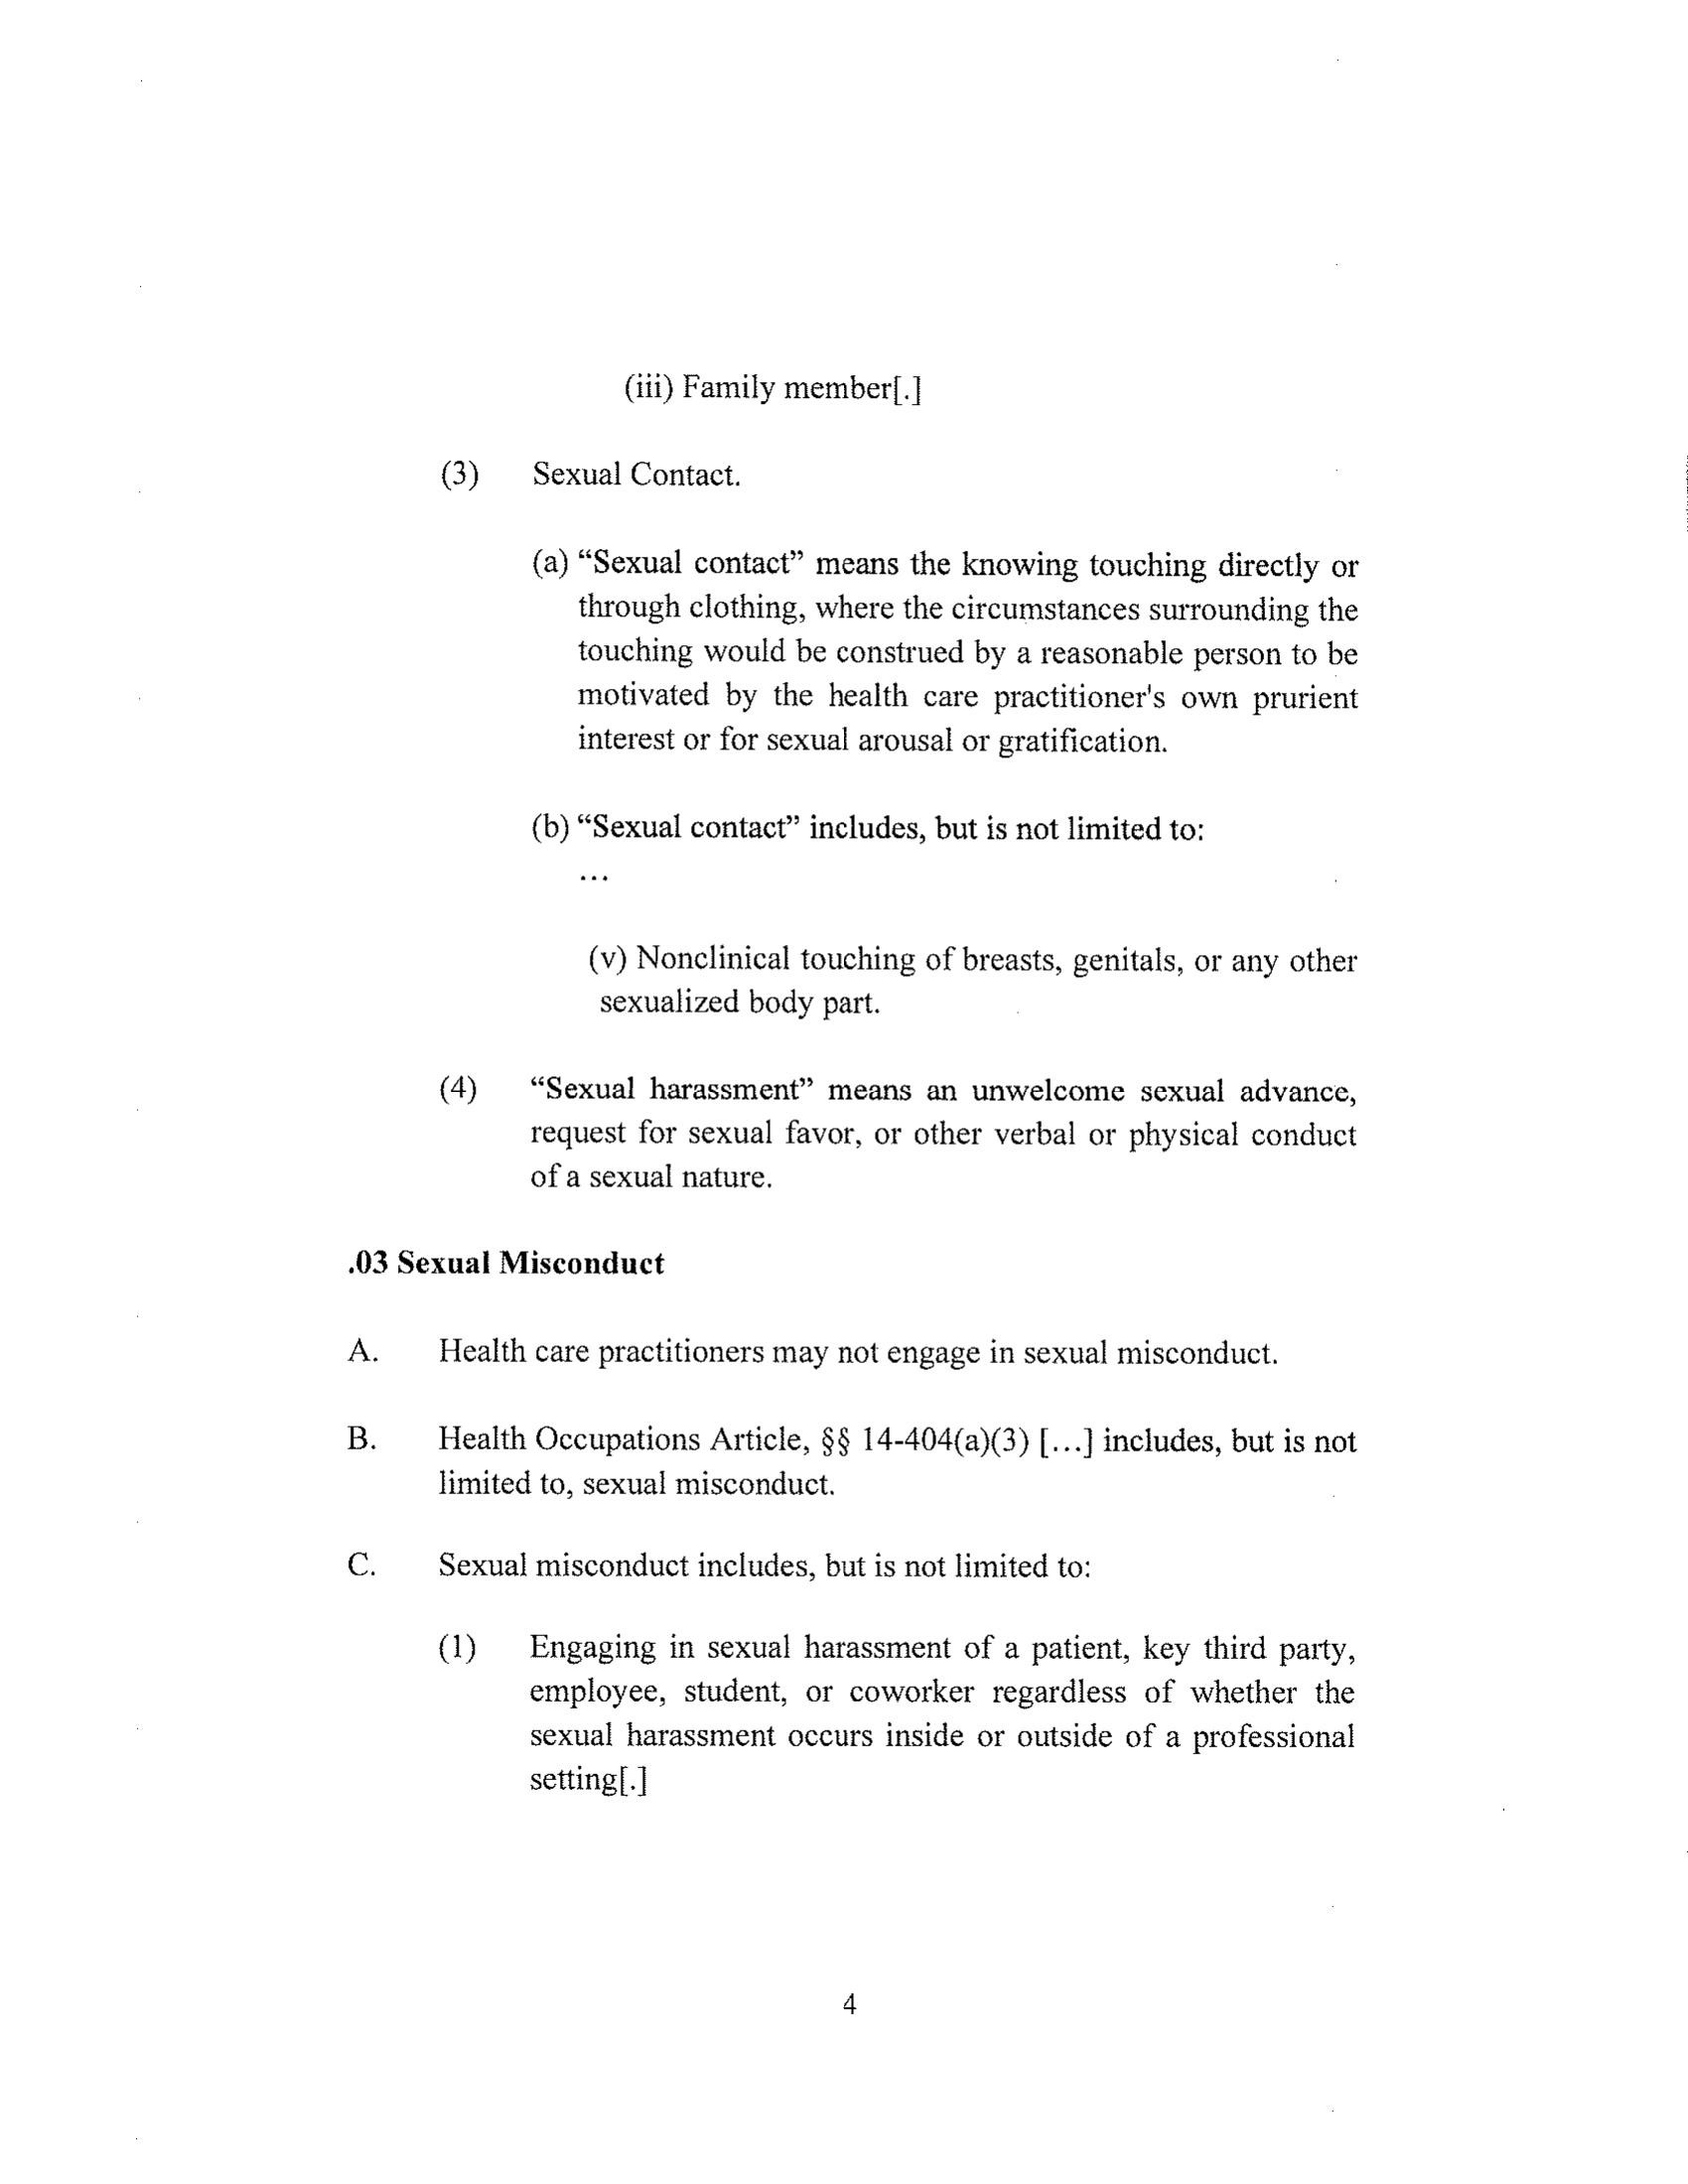 (iii) Family member[.]
(3) Sexual Contact.
(a) “Sexual contact” means the knowing touching directly or
through clothing, where the circumstances surrounding the
touching would be construed by a reasonable person to be
motivated by the health care practitioner's own prurient
interest or for sexual arousal or gratification.
(b) “Sexual contact” includes, but is not limited to:
...
(v) Nonclinical touching of breasts, genitals, or any other
sexualized body part.
(4) “Sexual harassment” means an unwelcome sexual advance,
request for sexual favor, or other verbal or physical conduct
of a sexual nature.
.03 Sexual Misconduct
A. Health care practitioners may not engage in sexual misconduct.
B. Health Occupations Article, §§ 14-404(a)(3) [...] includes, but is not
limited to, sexual misconduct.
C. Sexual misconduct includes, but is not limited to:
(1) Engaging in sexual harassment of a patient, key third party,
employee, student, or coworker regardless of whether the
sexual harassment occurs inside or outside of a professional
setting[.]
4